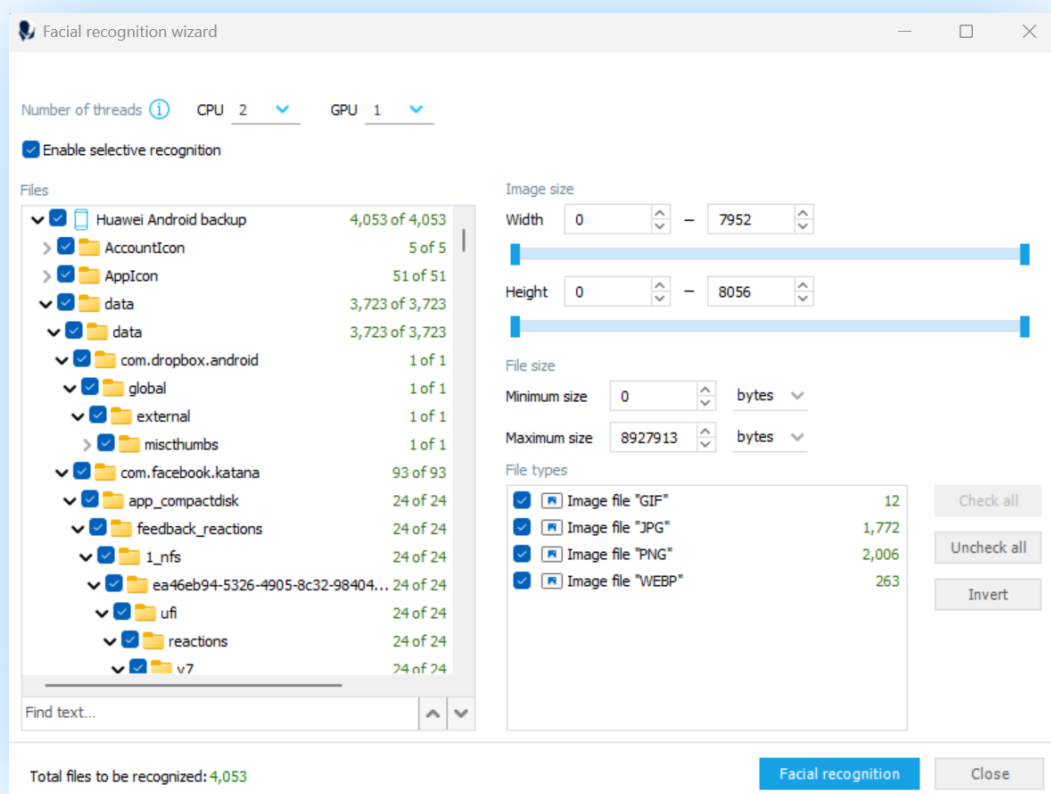 Facial recognition wizard
Number of threads CPU 2 GPU 1
Enable selective recognition
Files
Huawei Android backup 4,053 of 4,053
AccountIcon 5 of 5
AppIcon 51 of 51
data 3,723 of 3,723
data 3,723 of 3,723
com.dropbox.android 1 of 1
global 1 of 1
external 1 of 1
miscthumbs 1 of 1
com.facebook.katana 93 of 93
app_compactdisk 24 of 24
feedback_reactions 24 of 24
1_nfs 24 of 24
ea46eb94-5326-4905-8c32-98404... 24 of 24
ufi 24 of 24
reactions 24 of 24
v7 24 of 24
Find text...
Image size
Width 0 – 7952
Height 0 – 8056
File size
Minimum size 0 bytes
Maximum size 8927913 bytes
File types
Image file "GIF" 12
Image file "JPG" 1,772
Image file "PNG" 2,006
Image file "WEBP" 263
Check all
Uncheck all
Invert
Total files to be recognized: 4,053
Facial recognition
Close